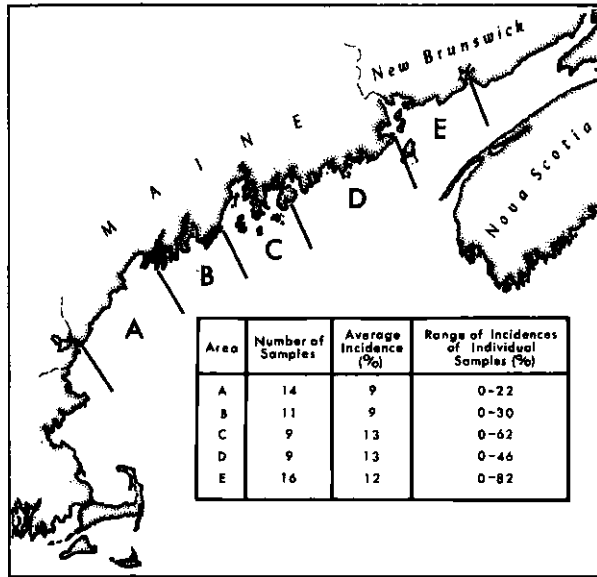 New Brunswick
MAINE
Nova Scotia
E
D
C
B
A
Area Number of Samples Average Incidence (%) Range of Incidences of Individual Samples (%)
A 14 9 0-22
B 11 9 0-30
C 9 13 0-62
D 9 13 0-46
E 16 12 0-82